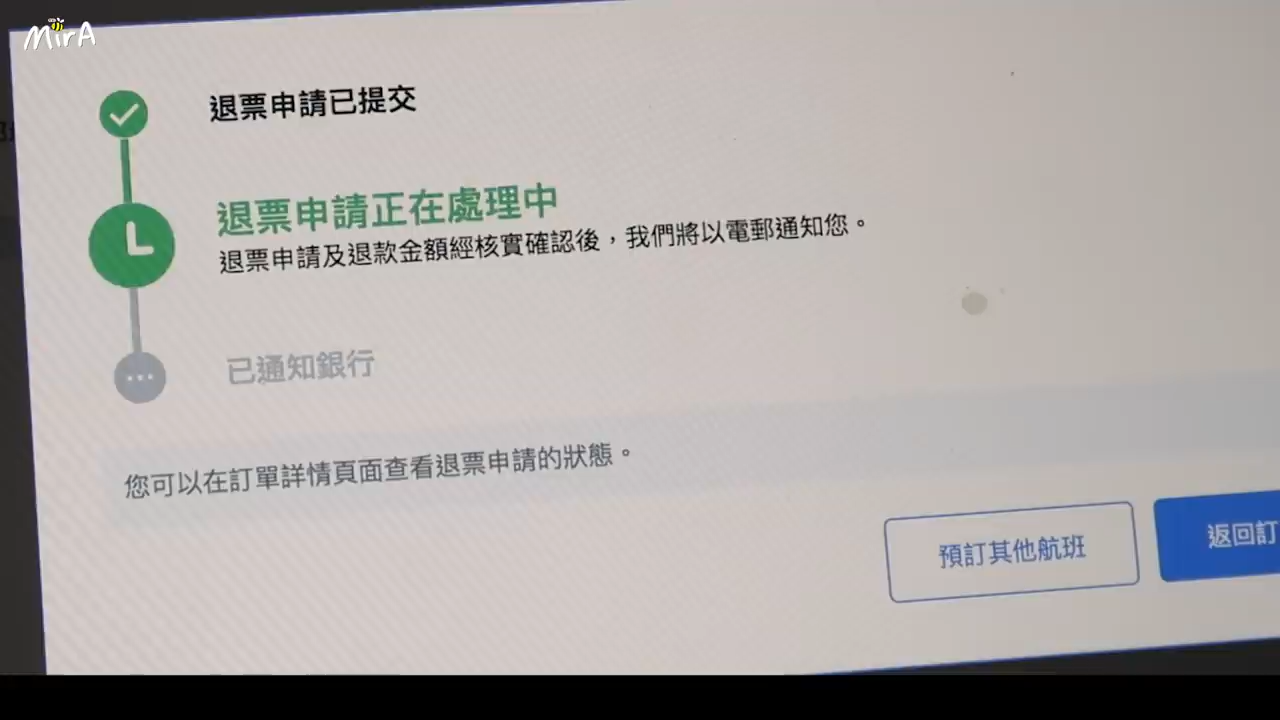 MirA
退票申請已提交
退票申請正在處理中
退票申請及退款金額經核實確認後，我們將以電郵通知您。
已通知銀行
您可以在訂單詳情頁面查看退票申請的狀態。
預訂其他航班
返回訂